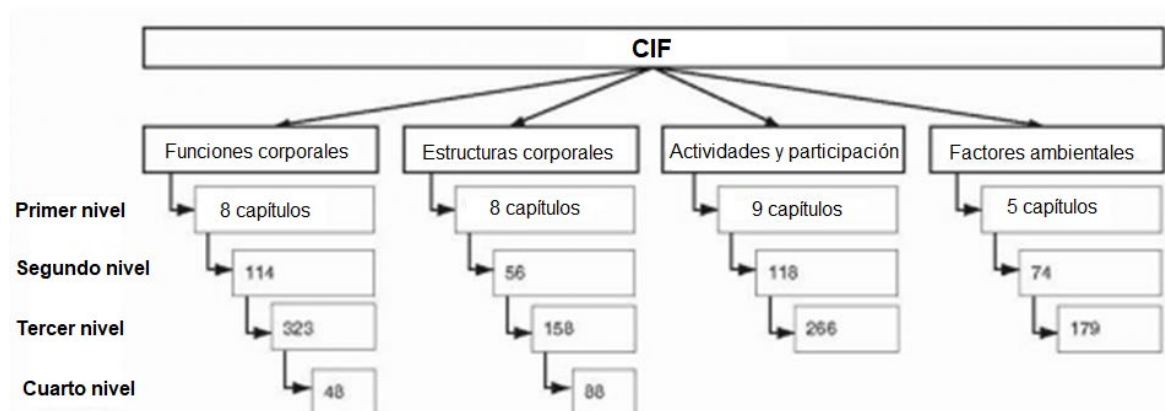 CIF
Funciones corporales
Estructuras corporales
Actividades y participación
Factores ambientales
Primer nivel
8 capítulos
8 capítulos
9 capítulos
5 capítulos
Segundo nivel
114
56
118
74
Tercer nivel
323
158
266
179
Cuarto nivel
48
88